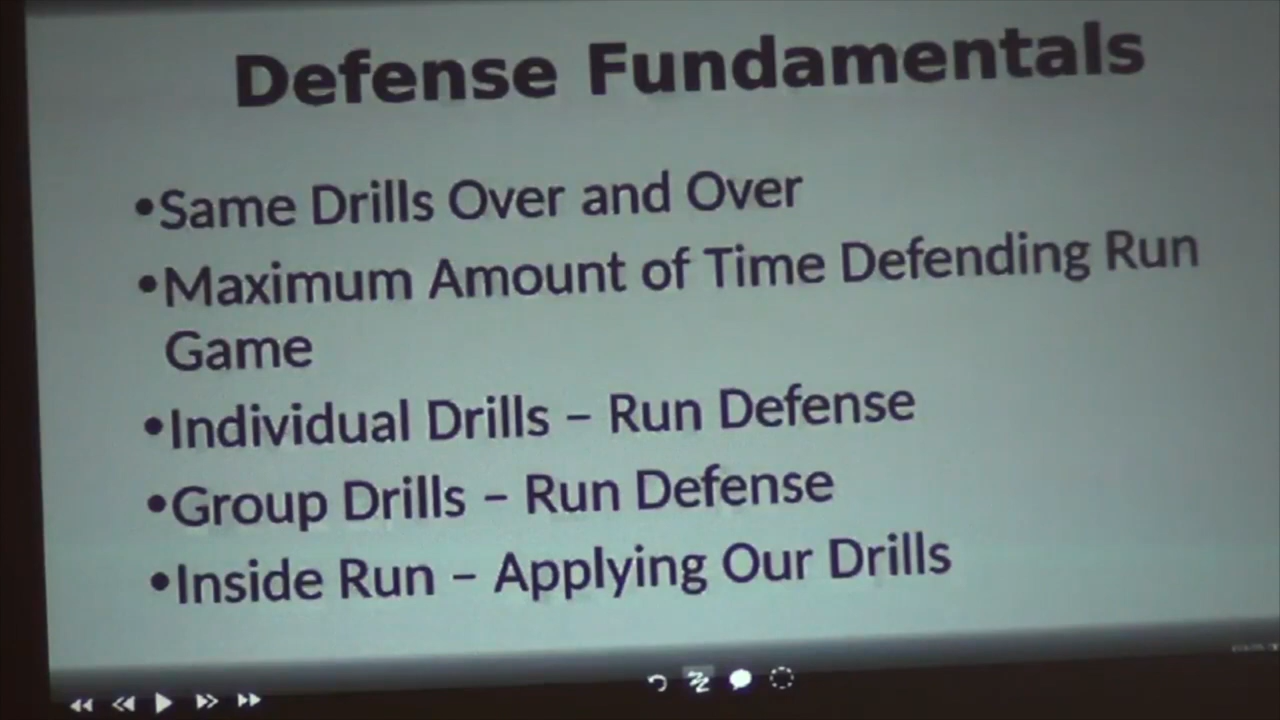 Defense Fundamentals
•Same Drills Over and Over
•Maximum Amount of Time Defending Run
Game
•Individual Drills – Run Defense
•Group Drills – Run Defense
•Inside Run – Applying Our Drills